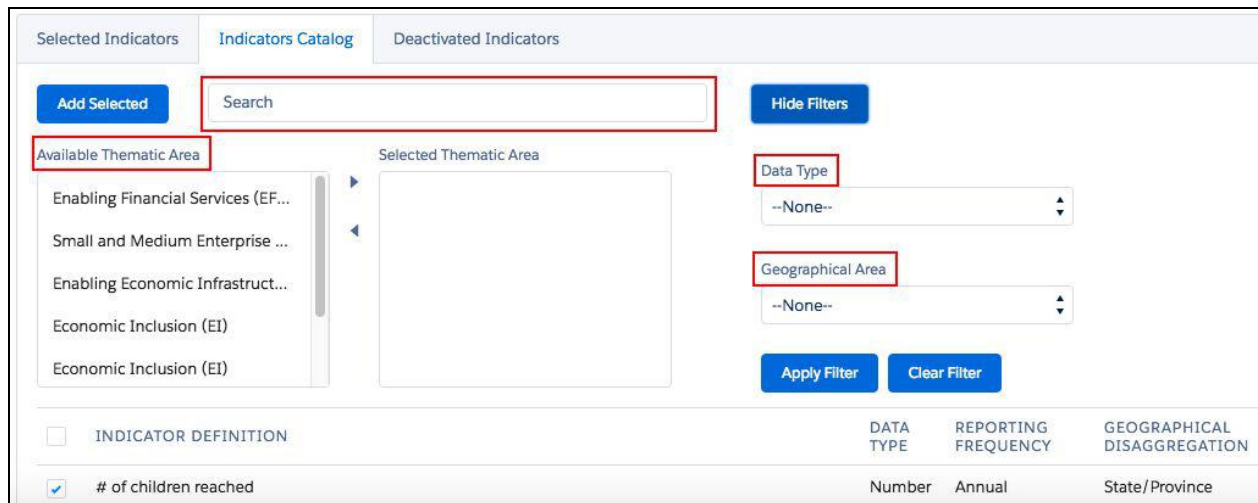 Selected Indicators Indicators Catalog Deactivated Indicators
Add Selected Search Hide Filters
Available Thematic Area Selected Thematic Area
Data Type
Enabling Financial Services (EF...
--None--
Small and Medium Enterprise ...
Geographical Area
Enabling Economic Infrastruct...
--None--
Economic Inclusion (EI)
Economic Inclusion (EI)
Apply Filter Clear Filter
INDICATOR DEFINITION DATA TYPE REPORTING FREQUENCY GEOGRAPHICAL DISAGGREGATION
# of children reached Number Annual State/Province